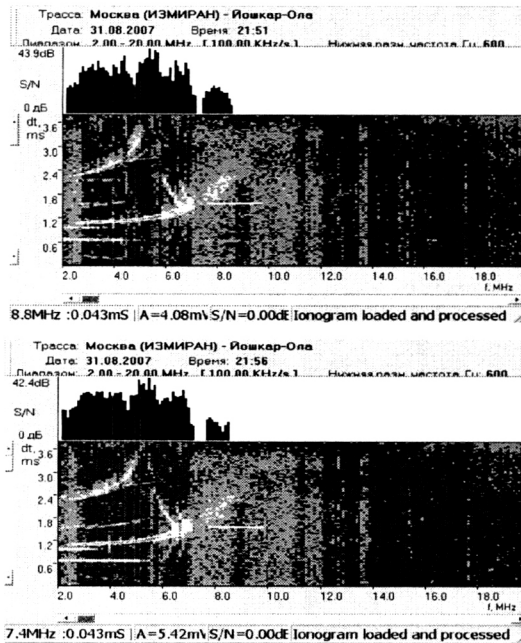 Трасса: Москва (ИЗМИРАН) - Йошкар-Ола
Дата: 31.08.2007 Время: 21:51
Диапазон: 2.00 - 20.00 MHz [ 100.00 KHz/s ] Нижняя разн. частота Гц: 600
43.9dB
S/N
0 дБ
dt,
ms
3.6
3.0
2.4
1.8
1.2
0.6
2.0 4.0 6.0 8.0 10.0 12.0 14.0 16.0 18.0
f, MHz
8.8MHz :0.043mS A=4.08mV S/N=0.00dE Ionogram loaded and processed
Трасса: Москва (ИЗМИРАН) - Йошкар-Ола
Дата: 31.08.2007 Время: 21:56
Диапазон: 2.00 - 20.00 MHz [ 100.00 KHz/s ] Нижняя разн. частота Гц: 600
42.4dB
S/N
0 дБ
dt,
ms
3.6
3.0
2.4
1.8
1.2
0.6
2.0 4.0 6.0 8.0 10.0 12.0 14.0 16.0 18.0
f, MHz
7.4MHz :0.043mS A=5.42mV S/N=0.00dE Ionogram loaded and processed